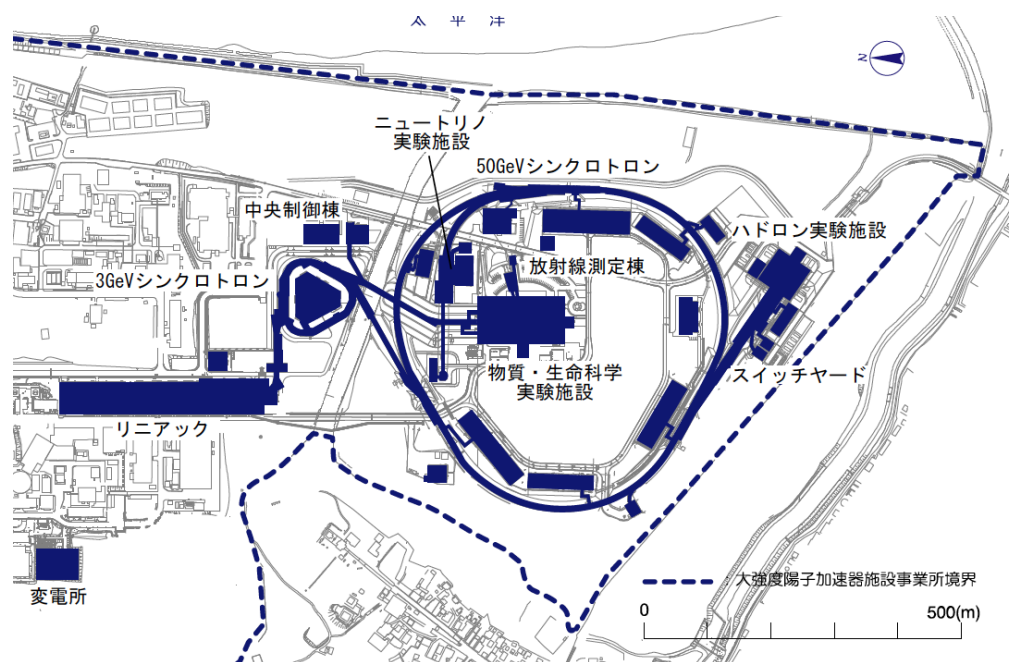 太 平 洋
N
ニュートリノ
実験施設
50GeVシンクロトロン
中央制御棟
ハドロン実験施設
3GeVシンクロトロン
放射線測定棟
物質・生命科学
実験施設
スイッチヤード
リニアック
変電所
大強度陽子加速器施設事業所境界
0 500(m)